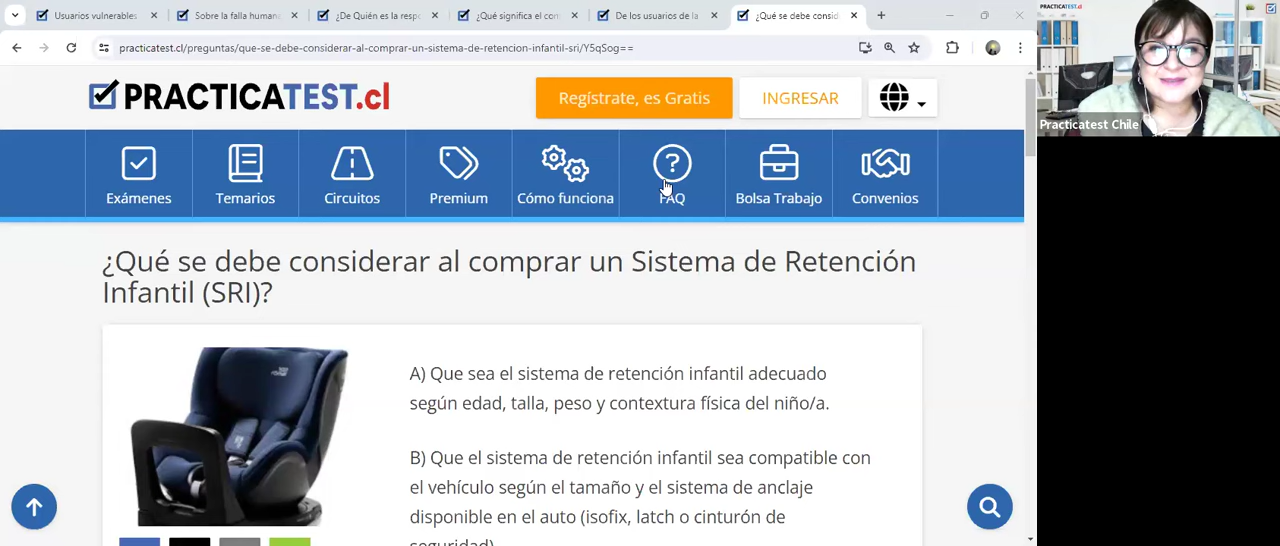 Usuarios vulnerables
Sobre la falla humana
¿De Quién es la resp
¿Qué significa el con
De los usuarios de la
¿Qué se debe consid
practicatest.cl/preguntas/que-se-debe-considerar-al-comprar-un-sistema-de-retencion-infantil-sri/Y5qSog==
PRACTICATEST.cl
Regístrate, es Gratis
INGRESAR
Exámenes
Temarios
Circuitos
Premium
Cómo funciona
FAQ
Bolsa Trabajo
Convenios
¿Qué se debe considerar al comprar un Sistema de Retención
Infantil (SRI)?
A) Que sea el sistema de retención infantil adecuado
según edad, talla, peso y contextura física del niño/a.
B) Que el sistema de retención infantil sea compatible con
el vehículo según el tamaño y el sistema de anclaje
disponible en el auto (isofix, latch o cinturón de
seguridad)
PRACTICATEST.cl
Practicatest Chile